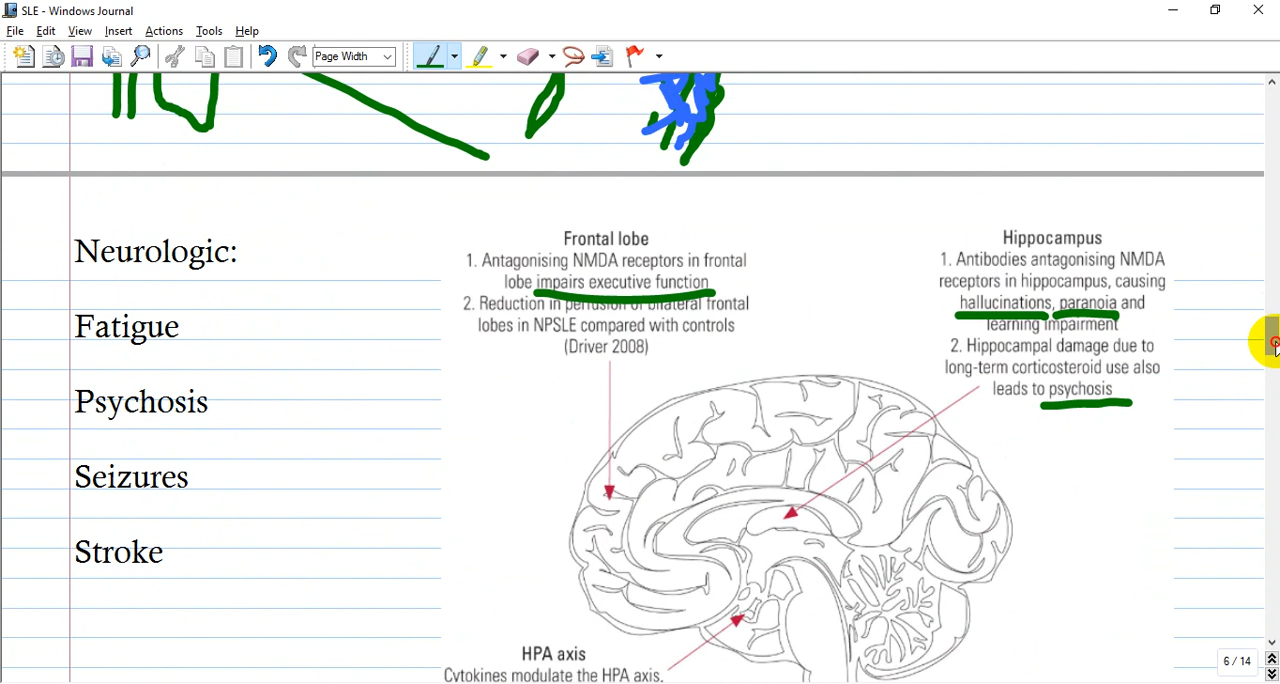 SLE - Windows Journal
File Edit View Insert Actions Tools Help
Page Width
Neurologic:
Fatigue
Psychosis
Seizures
Stroke
Frontal lobe
1. Antagonising NMDA receptors in frontal
lobe impairs executive function
2. Reduction in perfusion of bilateral frontal
lobes in NPSLE compared with controls
(Driver 2008)
Hippocampus
1. Antibodies antagonising NMDA
receptors in hippocampus, causing
hallucinations, paranoia and
learning impairment
2. Hippocampal damage due to
long-term corticosteroid use also
leads to psychosis
HPA axis
Cytokines modulate the HPA axis,
6 / 14